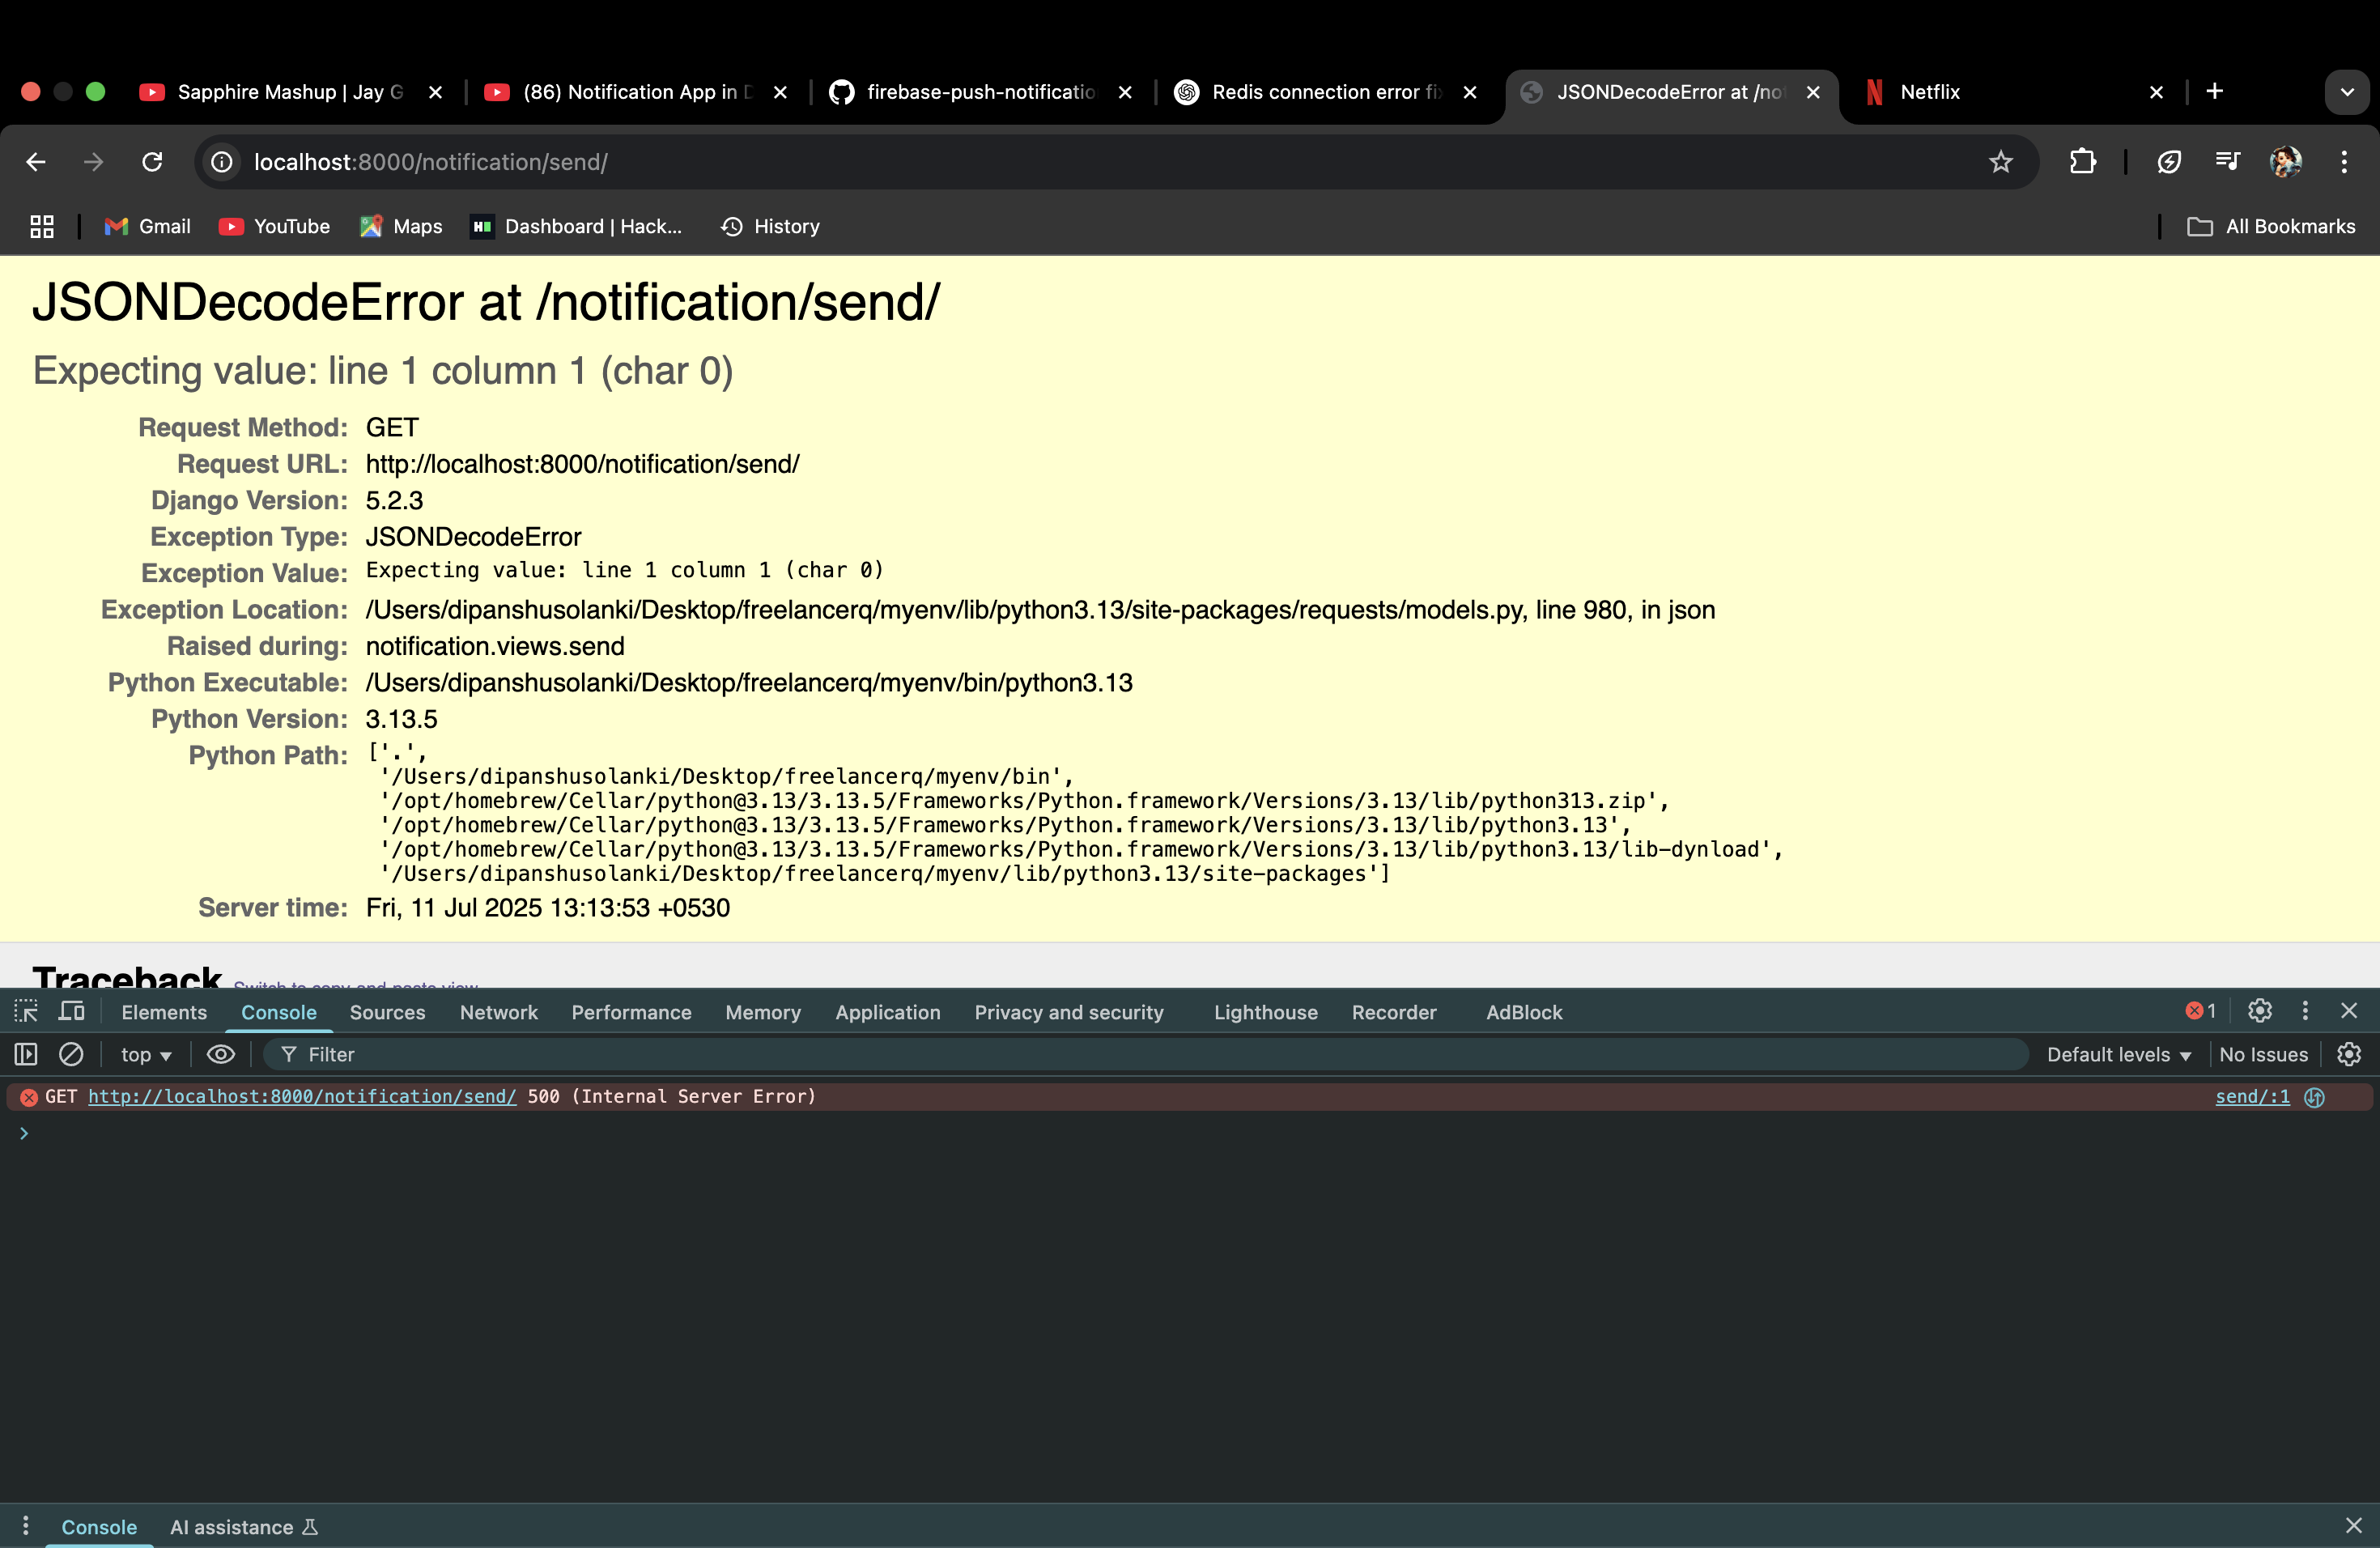 Sapphire Mashup | Jay G
(86) Notification App in D
firebase-push-notificatio
Redis connection error fix
JSONDecodeError at /not
Netflix
localhost:8000/notification/send/
Gmail
YouTube
Maps
Dashboard | Hack...
History
All Bookmarks
JSONDecodeError at /notification/send/
Expecting value: line 1 column 1 (char 0)
Request Method: GET
Request URL: http://localhost:8000/notification/send/
Django Version: 5.2.3
Exception Type: JSONDecodeError
Exception Value: Expecting value: line 1 column 1 (char 0)
Exception Location: /Users/dipanshusolanki/Desktop/freelancerq/myenv/lib/python3.13/site-packages/requests/models.py, line 980, in json
Raised during: notification.views.send
Python Executable: /Users/dipanshusolanki/Desktop/freelancerq/myenv/bin/python3.13
Python Version: 3.13.5
Python Path: ['.',
'/Users/dipanshusolanki/Desktop/freelancerq/myenv/bin',
'/opt/homebrew/Cellar/python@3.13/3.13.5/Frameworks/Python.framework/Versions/3.13/lib/python313.zip',
'/opt/homebrew/Cellar/python@3.13/3.13.5/Frameworks/Python.framework/Versions/3.13/lib/python3.13',
'/opt/homebrew/Cellar/python@3.13/3.13.5/Frameworks/Python.framework/Versions/3.13/lib/python3.13/lib-dynload',
'/Users/dipanshusolanki/Desktop/freelancerq/myenv/lib/python3.13/site-packages']
Server time: Fri, 11 Jul 2025 13:13:53 +0530
Traceback Switch to copy-and-paste view
Elements Console Sources Network Performance Memory Application Privacy and security Lighthouse Recorder AdBlock 1
top Filter Default levels No Issues
GET http://localhost:8000/notification/send/ 500 (Internal Server Error) send/:1
Console AI assistance